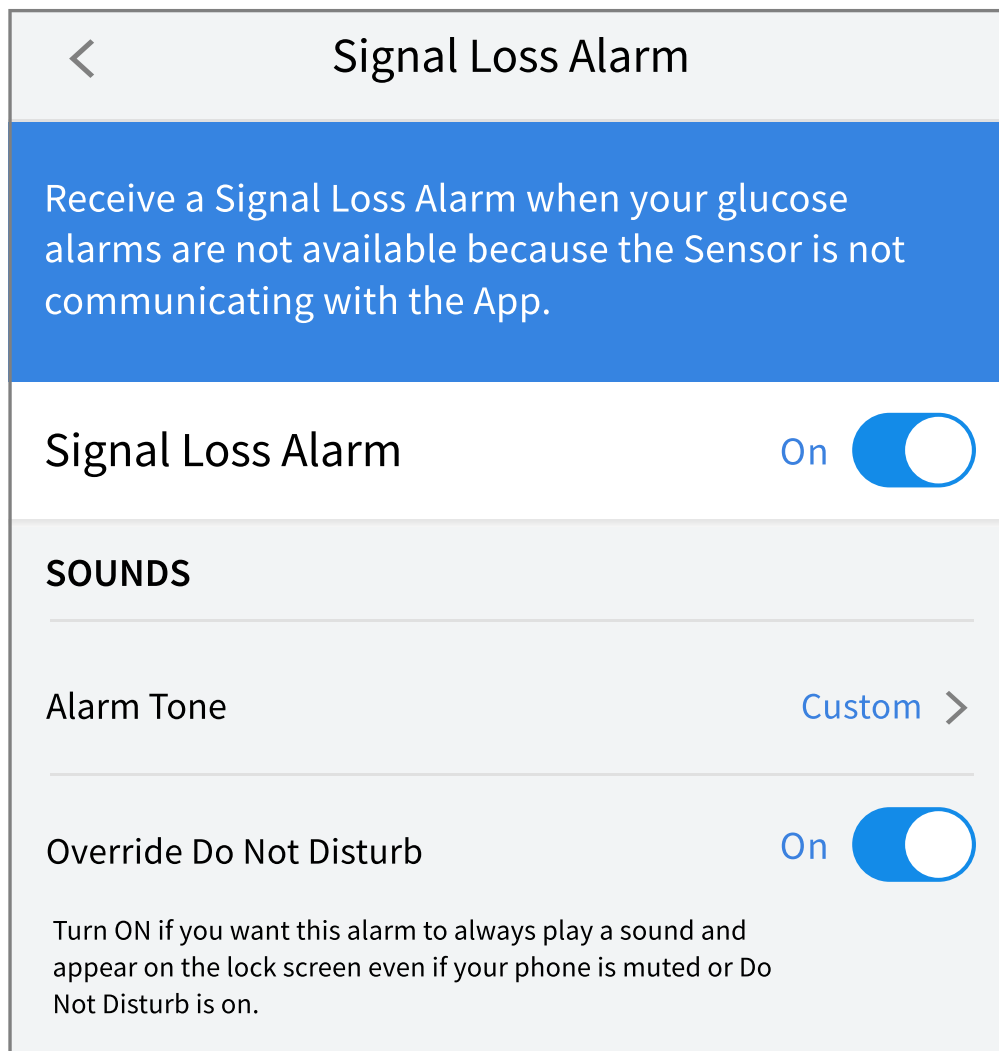 Signal Loss Alarm
Receive a Signal Loss Alarm when your glucose
alarms are not available because the Sensor is not
communicating with the App.
Signal Loss Alarm On
SOUNDS
Alarm Tone Custom
Override Do Not Disturb On
Turn ON if you want this alarm to always play a sound and
appear on the lock screen even if your phone is muted or Do
Not Disturb is on.